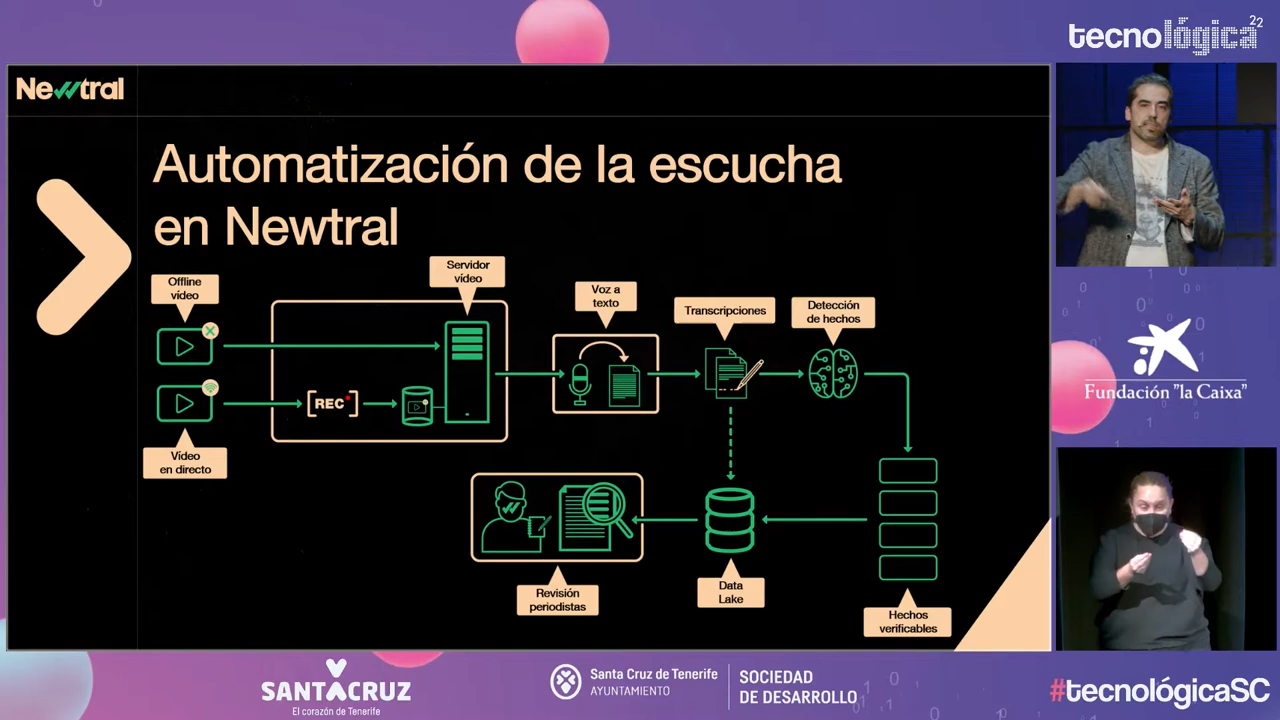 tecnológica²²
Newtral
Automatización de la escucha
en Newtral
Offline
vídeo
Servidor
vídeo
Voz a
texto
Transcripciones
Detección
de hechos
REC
Vídeo
en directo
Revisión
periodistas
Data
Lake
Hechos
verificables
Fundación "la Caixa"
SANTACRUZ
El corazón de Tenerife
Santa Cruz de Tenerife
AYUNTAMIENTO
SOCIEDAD
DE DESARROLLO
#tecnológicaSC